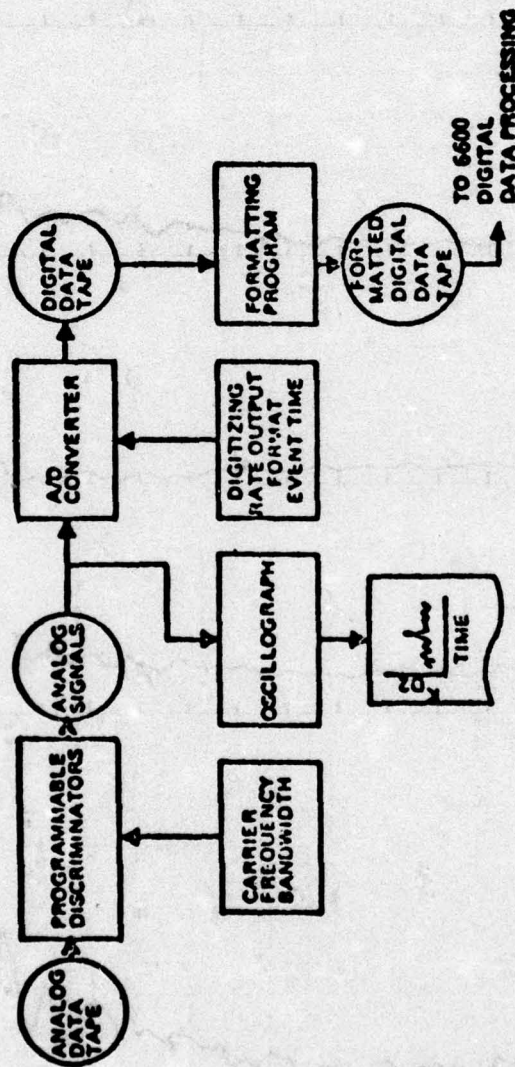 ANALOG
DATA
TAPE
PROGRAMMABLE
DISCRIMINATORS
CARRIER
FREQUENCY
BANDWIDTH
ANALOG
SIGNALS
OSCILLOGRAPH
TIME
A/D
CONVERTER
DIGITIZING
RATE OUTPUT
FORMAT
EVENT TIME
DIGITAL
DATA
TAPE
FORMATTING
PROGRAM
FOR-
MATTED
DIGITAL
DATA
TAPE
TO 6600
DIGITAL
DATA PROCESSING